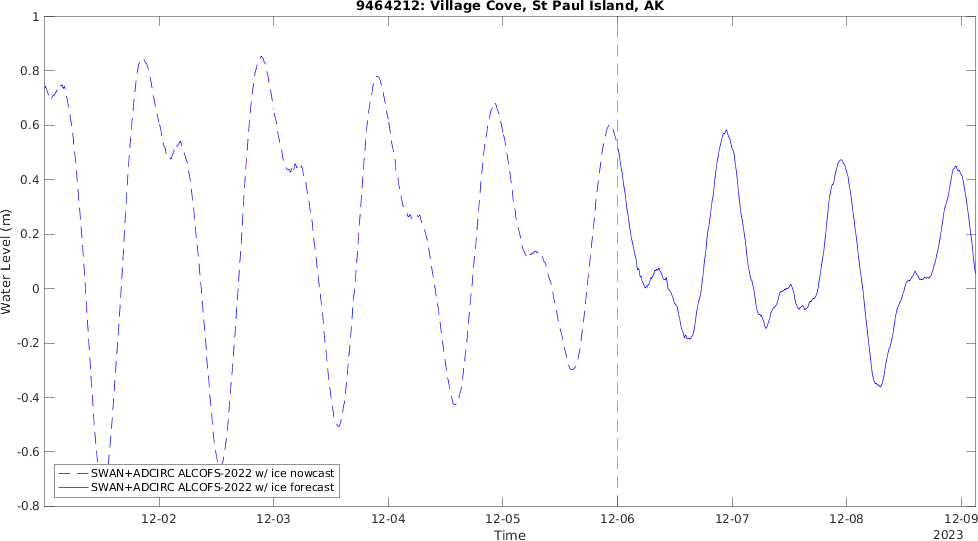 9464212: Village Cove, St Paul Island, AK
1
0.8
0.6
0.4
0.2
0
-0.2
-0.4
-0.6
-0.8
Water Level (m)
SWAN+ADCIRC ALCOFS-2022 w/ ice nowcast
SWAN+ADCIRC ALCOFS-2022 w/ ice forecast
12-02 12-03 12-04 12-05 12-06 12-07 12-08 12-09
Time
2023